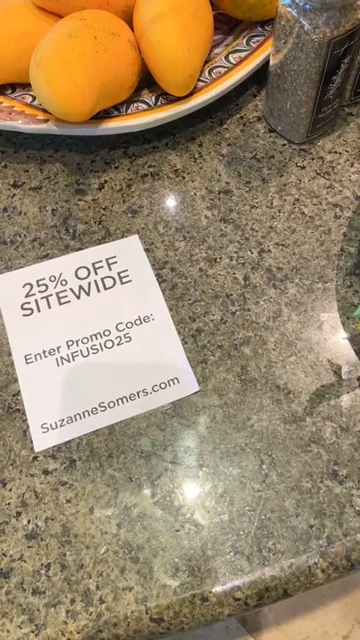 25% OFF
SITEWIDE
Enter Promo Code:
INFUSIO25
SuzanneSomers.com